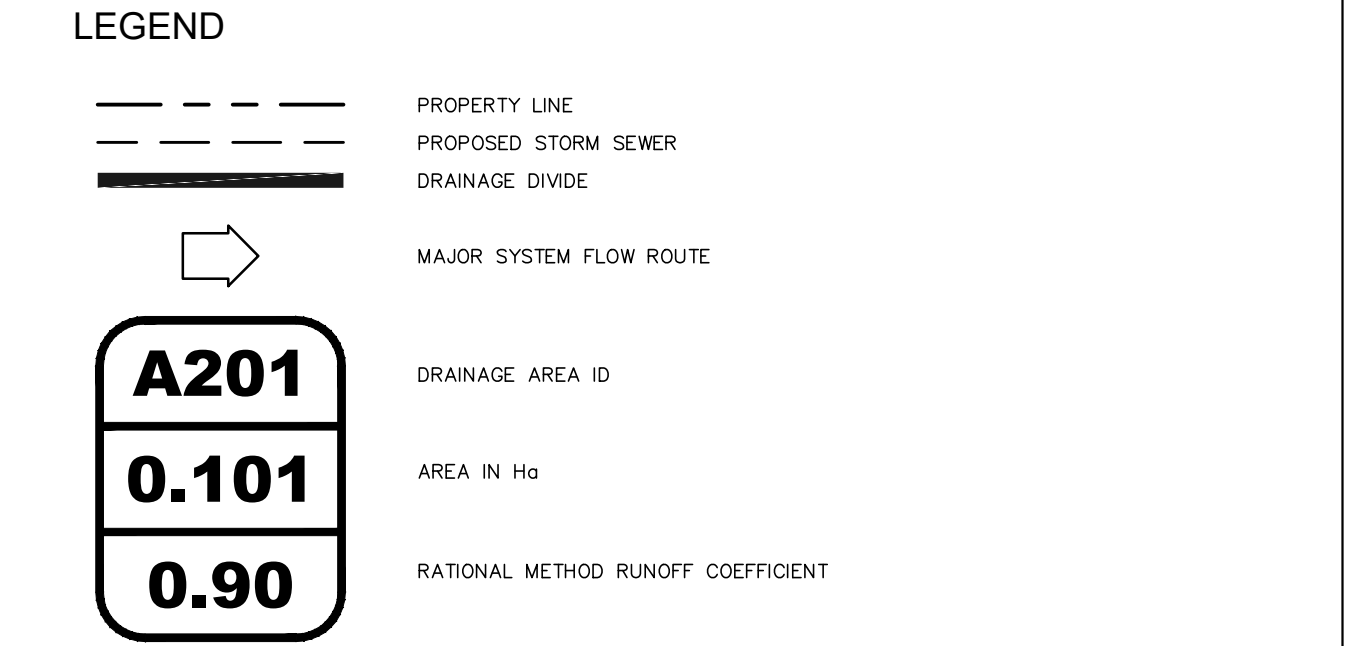 LEGEND
PROPERTY LINE
PROPOSED STORM SEWER
DRAINAGE DIVIDE
MAJOR SYSTEM FLOW ROUTE
A201 DRAINAGE AREA ID
0.101 AREA IN Ha
0.90 RATIONAL METHOD RUNOFF COEFFICIENT